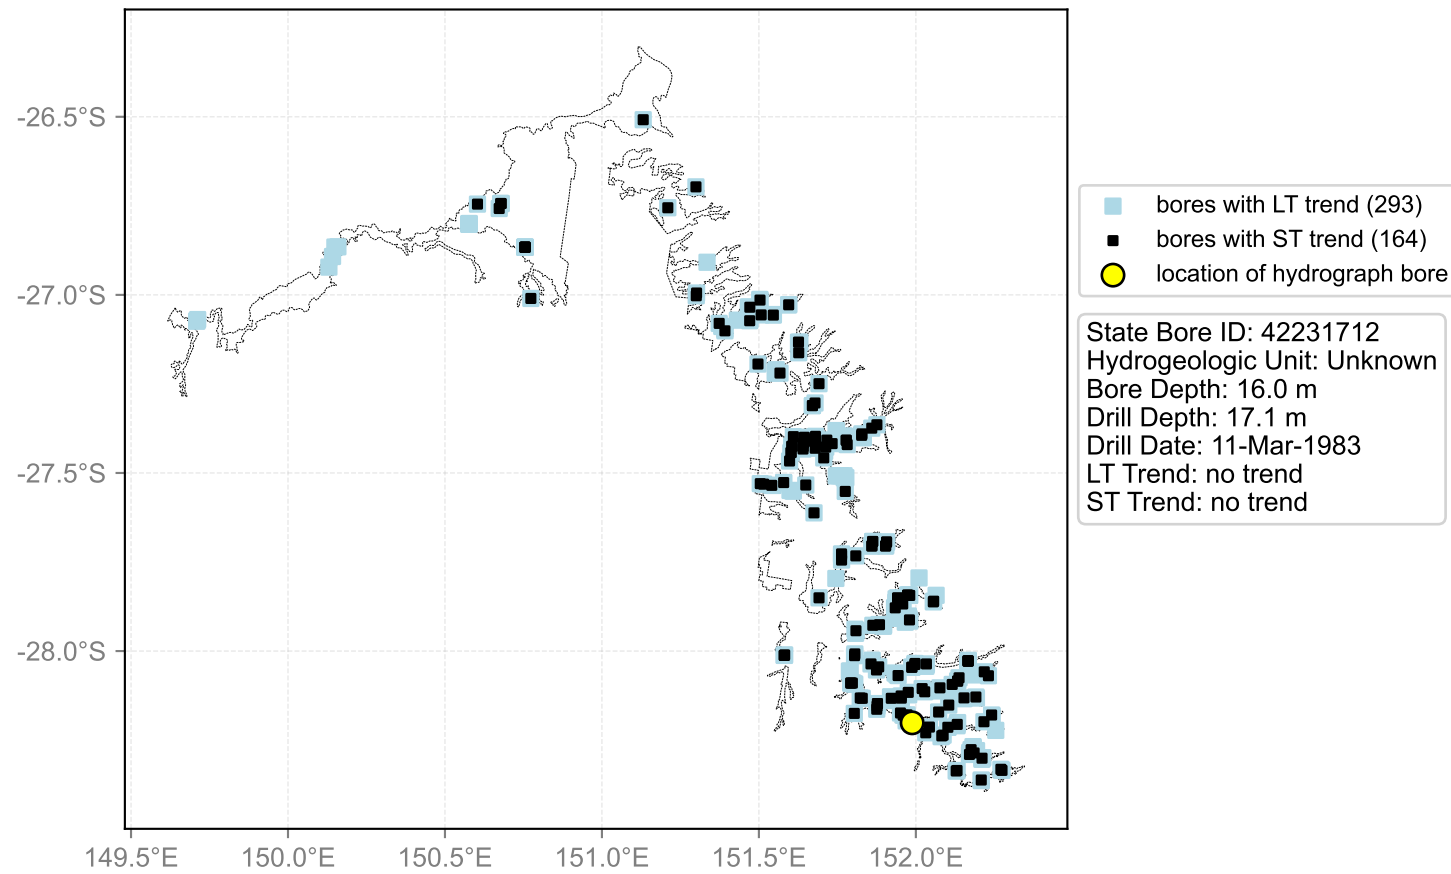 -26.5°S
-27.0°S
-27.5°S
-28.0°S
149.5°E 150.0°E 150.5°E 151.0°E 151.5°E 152.0°E
bores with LT trend (293)
bores with ST trend (164)
location of hydrograph bore
State Bore ID: 42231712
Hydrogeologic Unit: Unknown
Bore Depth: 16.0 m
Drill Depth: 17.1 m
Drill Date: 11-Mar-1983
LT Trend: no trend
ST Trend: no trend